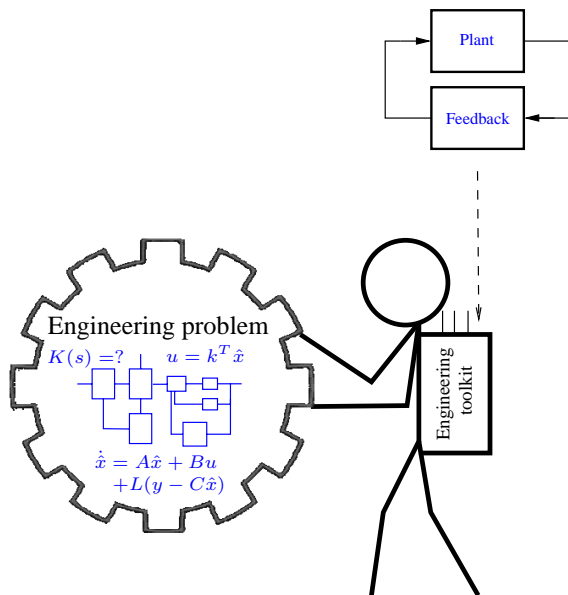 Plant
Feedback
Engineering problem
K(s) =? u = k^T x̂
x̂̇ = Ax̂ + Bu
+L(y − Cx̂)
Engineering
toolkit